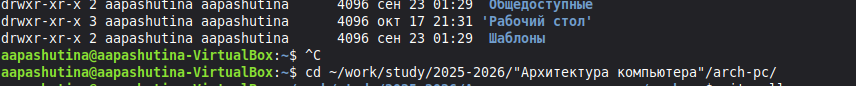 drwxr-xr-x 2 aapashutina aapashutina 4096 сен 23 01:29 Общедоступные
drwxr-xr-x 3 aapashutina aapashutina 4096 окт 17 21:31 'Рабочий стол'
drwxr-xr-x 2 aapashutina aapashutina 4096 сен 23 01:29 Шаблоны
aapashutina@aapashutina-VirtualBox:~$ ^C
aapashutina@aapashutina-VirtualBox:~$ cd ~/work/study/2025-2026/"Архитектура компьютера"/arch-pc/